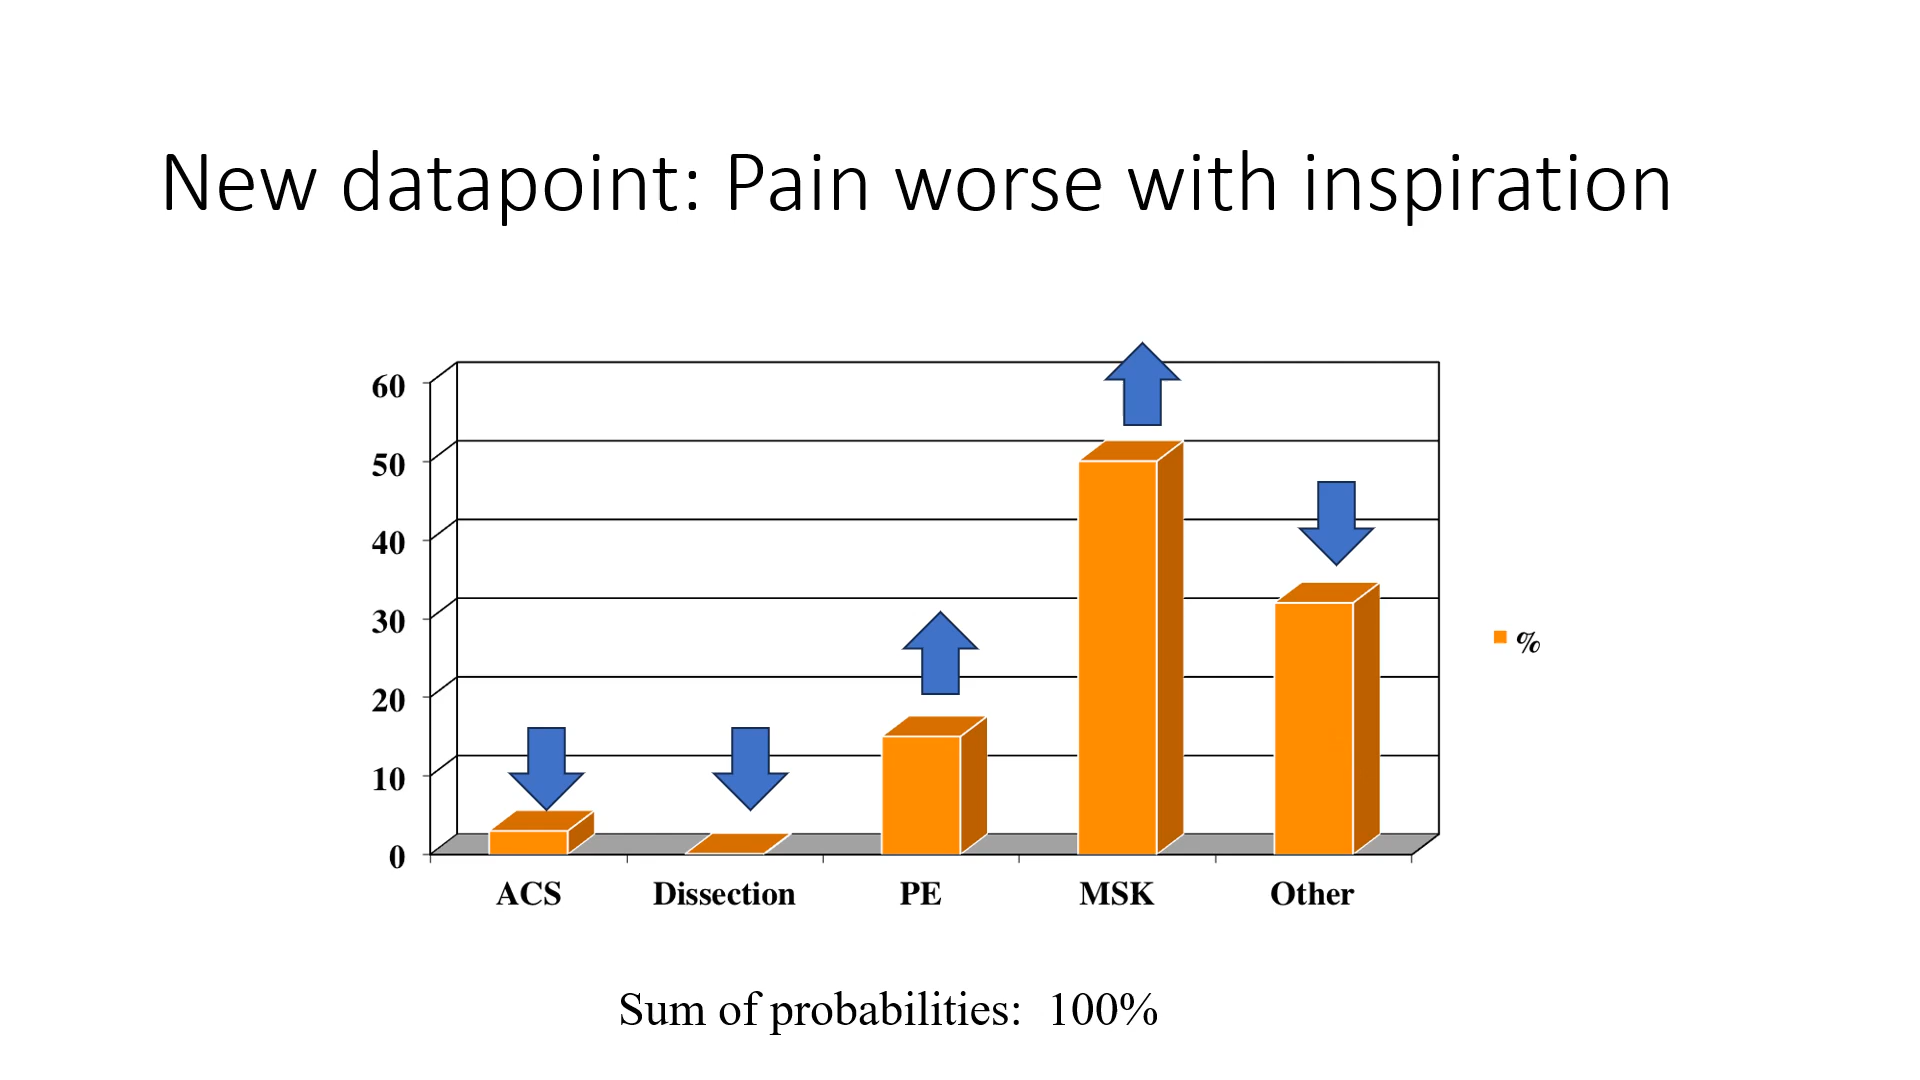 New datapoint: Pain worse with inspiration
60
50
40
30
20
10
0
ACS Dissection PE MSK Other
%
Sum of probabilities: 100%